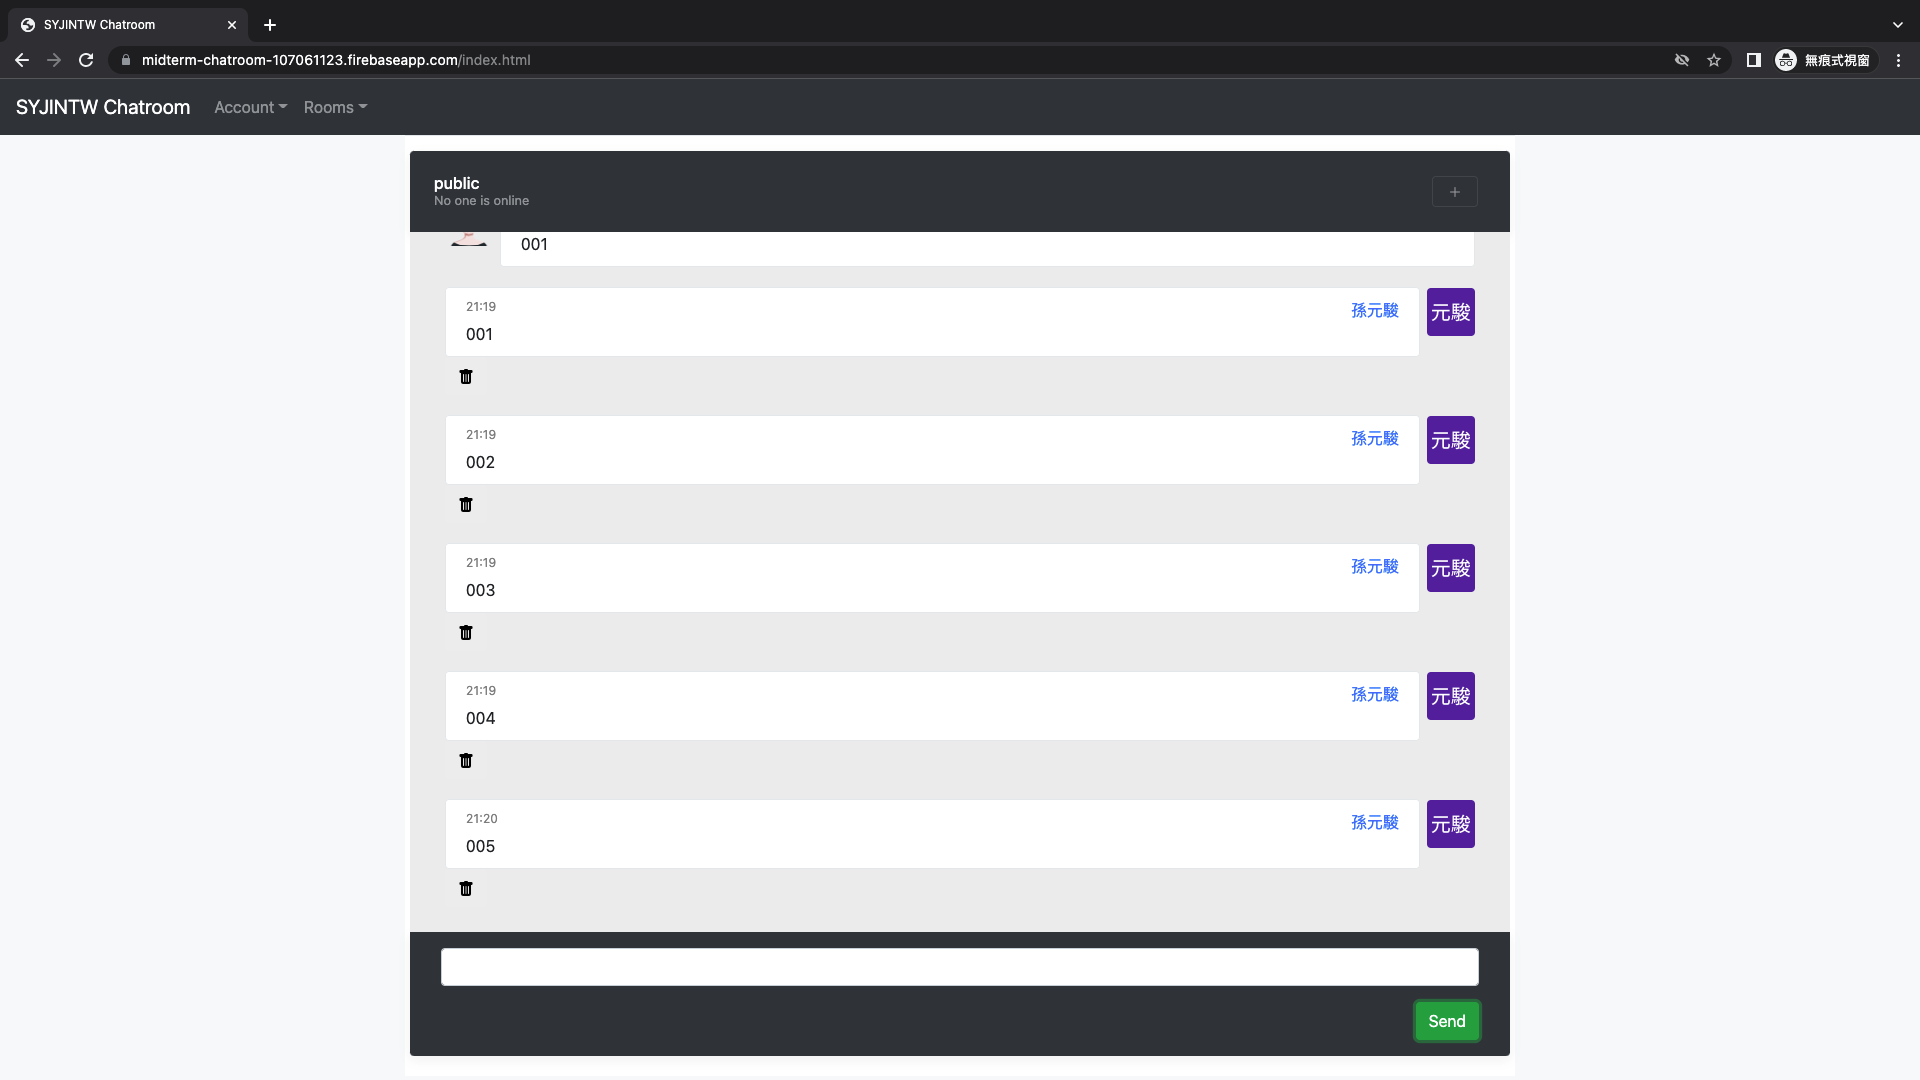 SYJINTW Chatroom
midterm-chatroom-107061123.firebaseapp.com/index.html
無痕式視窗
SYJINTW Chatroom Account Rooms
public
No one is online
001
21:19 孫元駿 元駿
001
21:19 孫元駿 元駿
002
21:19 孫元駿 元駿
003
21:19 孫元駿 元駿
004
21:20 孫元駿 元駿
005
Send